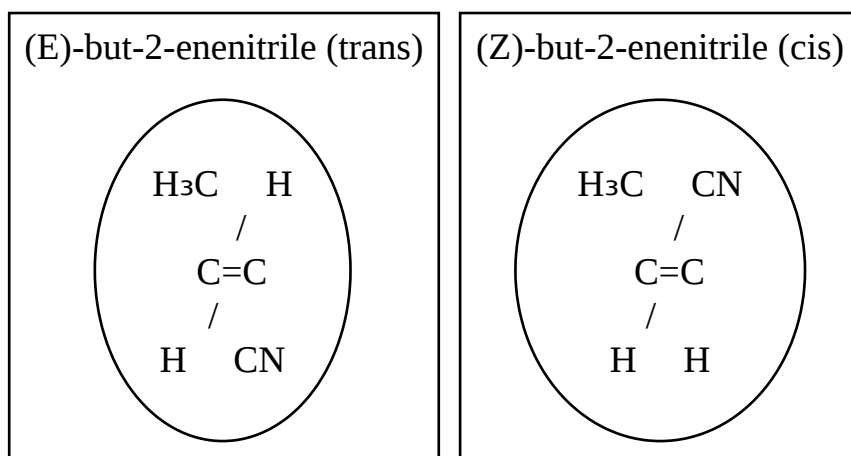 (E)-but-2-enenitrile (trans)
H₃C H
/
C=C
/
H CN
(Z)-but-2-enenitrile (cis)
H₃C CN
/
C=C
/
H H